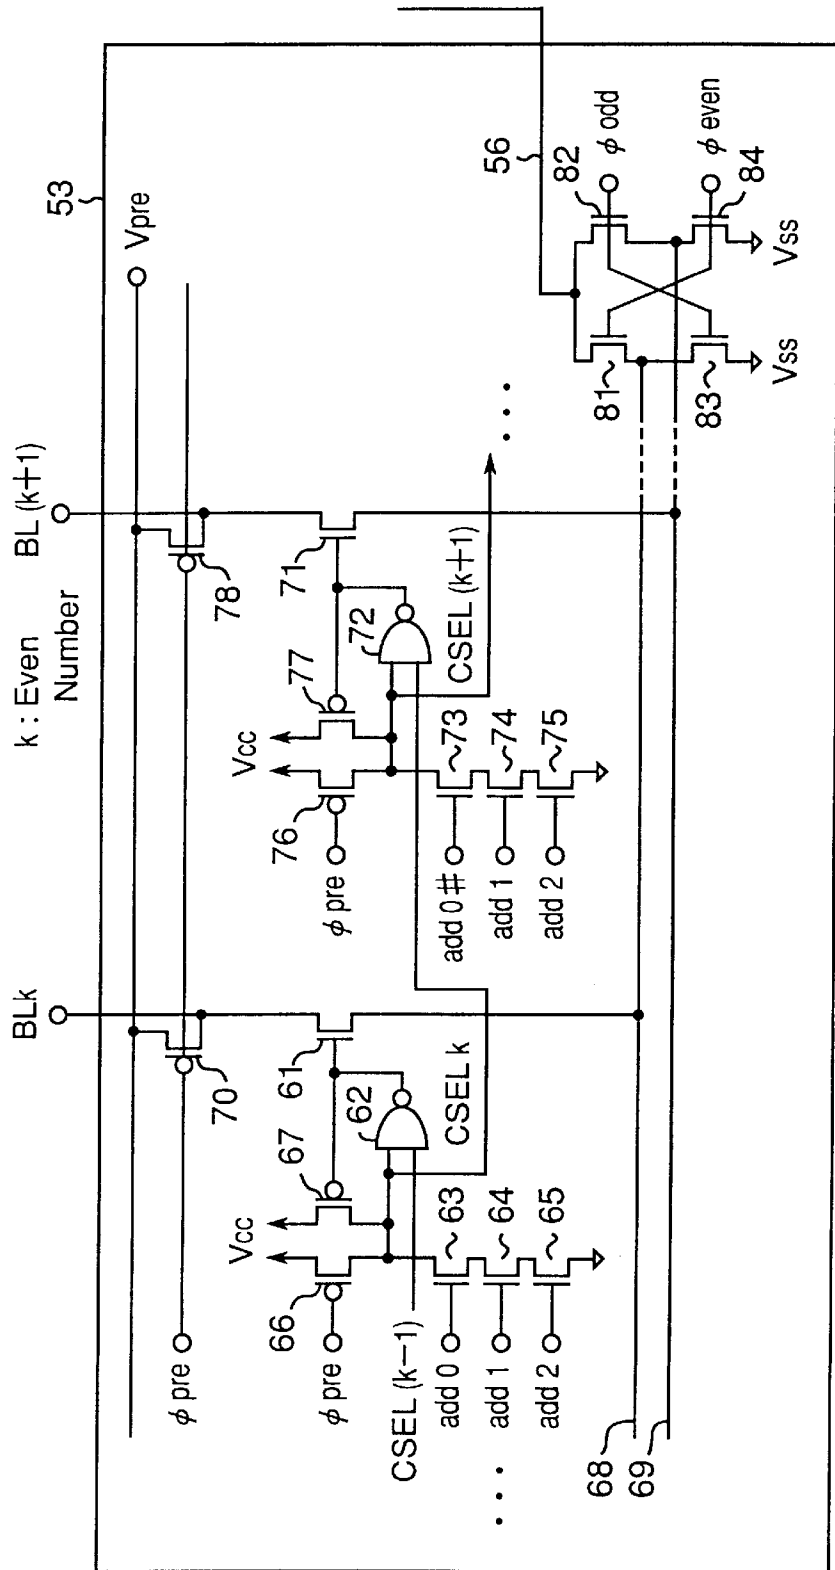 k : Even
Number
BLk
BL (k+1)
53
Vpre
φ pre
70
78
56
Vcc
67
61
Vcc
77
71
66
62
76
72
φ pre
φ pre
CSEL (k−1)
CSEL k
CSEL (k+1)
add 0
63
add 0#
73
add 1
64
add 1
74
add 2
65
add 2
75
82
φ odd
81
φ even
83
84
Vss
Vss
68
69